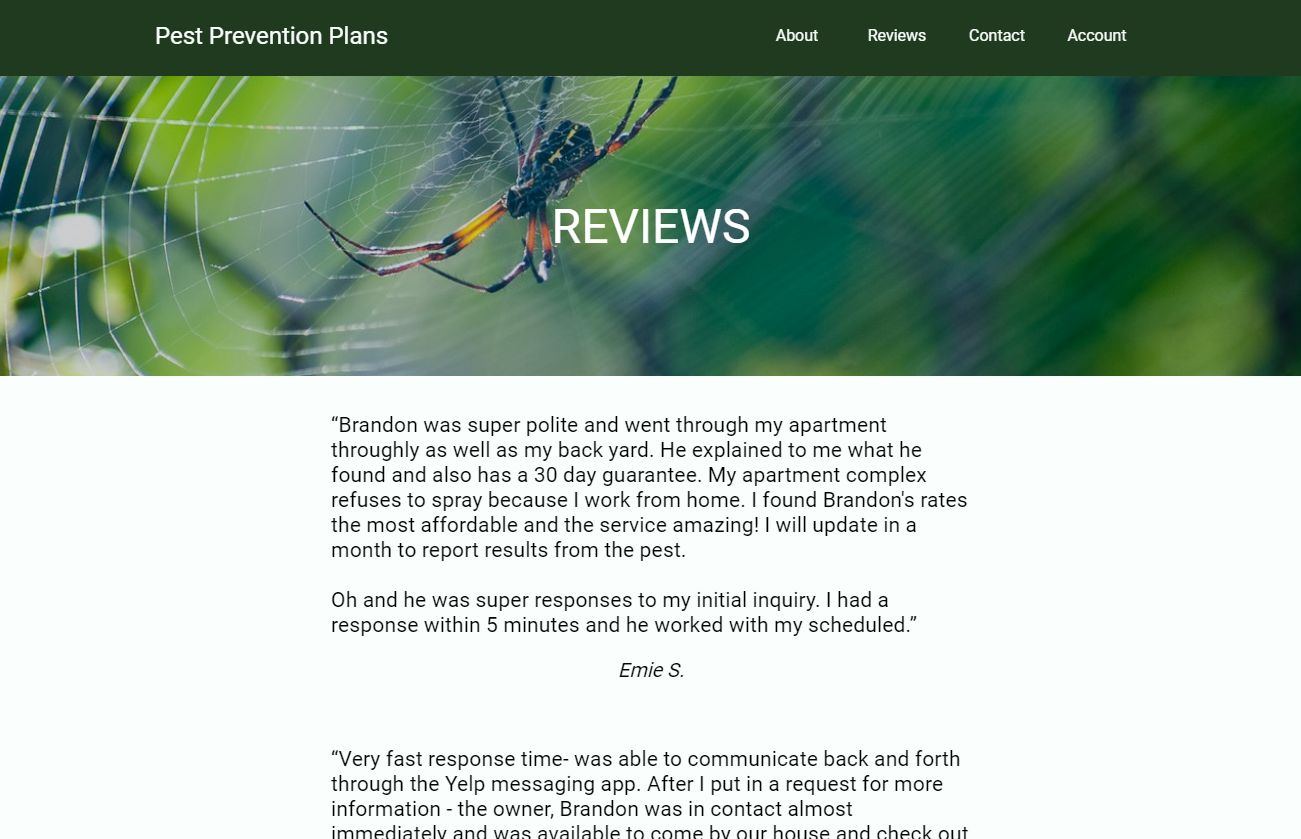 Pest Prevention Plans
About Reviews Contact Account
REVIEWS
“Brandon was super polite and went through my apartment
throughly as well as my back yard. He explained to me what he
found and also has a 30 day guarantee. My apartment complex
refuses to spray because I work from home. I found Brandon's rates
the most affordable and the service amazing! I will update in a
month to report results from the pest.
Oh and he was super responses to my initial inquiry. I had a
response within 5 minutes and he worked with my scheduled.”
Emie S.
“Very fast response time- was able to communicate back and forth
through the Yelp messaging app. After I put in a request for more
information - the owner, Brandon was in contact almost
immediately and was available to come by our house and check out